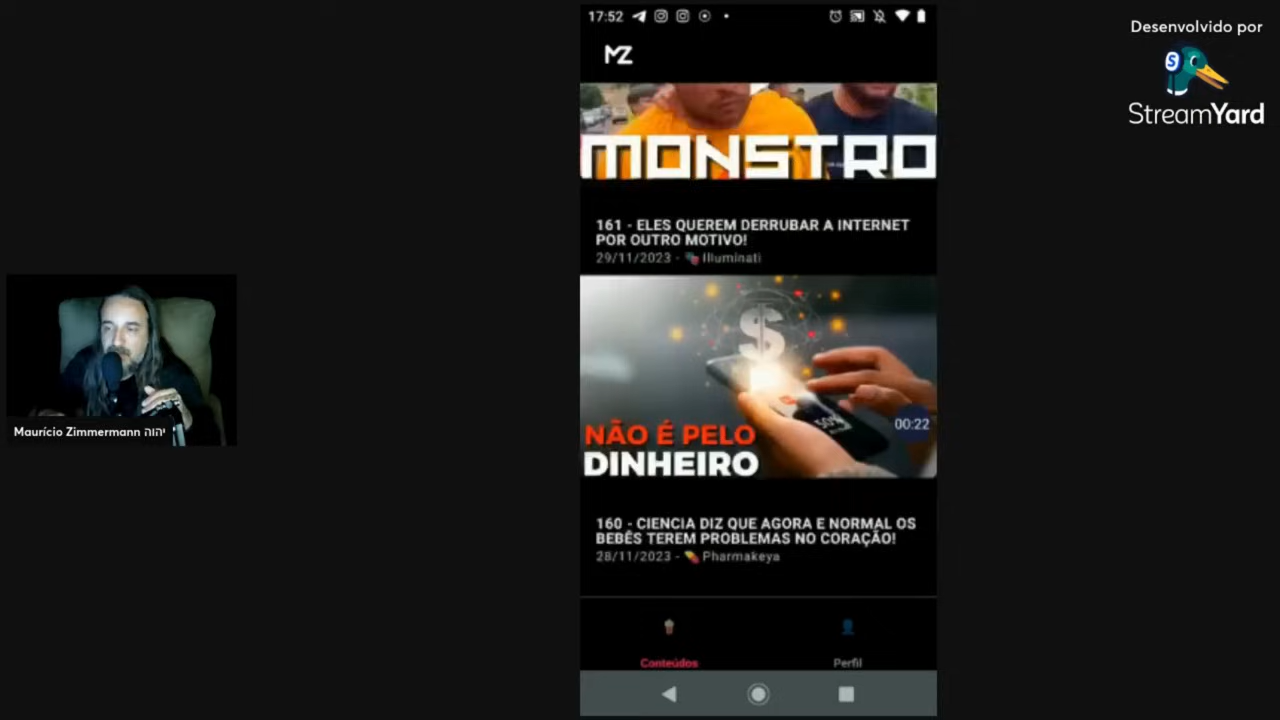 17:52
Desenvolvido por
StreamYard
MZ
MONSTRO
161 - ELES QUEREM DERRUBAR A INTERNET
POR OUTRO MOTIVO!
29/11/2023 - Illuminati
$
50%
00:22
NÃO É PELO
DINHEIRO
Maurício Zimmermann יהוה
160 - CIENCIA DIZ QUE AGORA E NORMAL OS
BEBÊS TEREM PROBLEMAS NO CORAÇÃO!
28/11/2023 - Pharmakeya
Conteúdos
Perfil